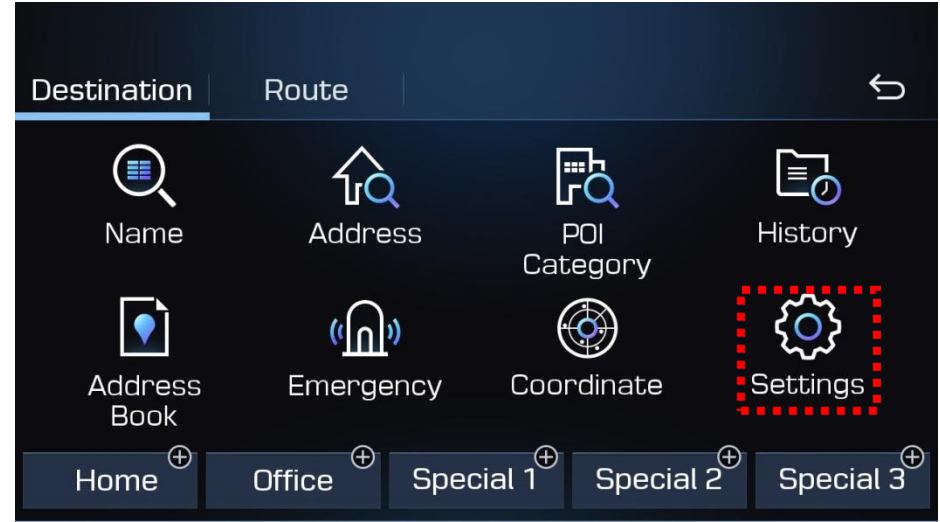 Destination
Route
Name
Address
POI
Category
History
Address
Book
Emergency
Coordinate
Settings
Home
Office
Special 1
Special 2
Special 3